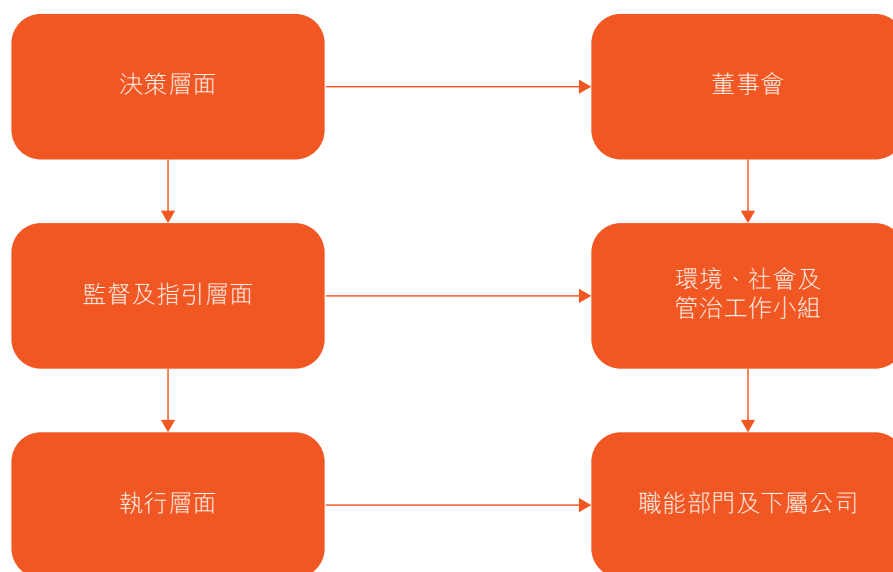 決策層面
董事會
監督及指引層面
環境、社會及
管治工作小組
執行層面
職能部門及下屬公司